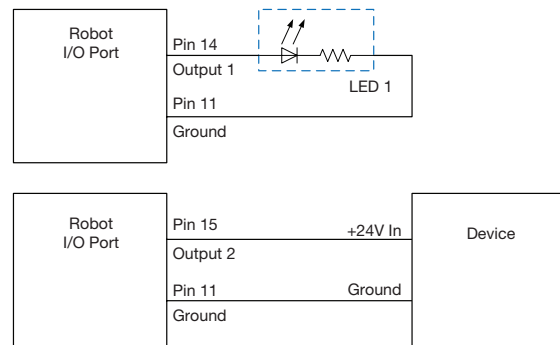 Robot
I/O Port
Pin 14
Output 1
LED 1
Pin 11
Ground
Robot
I/O Port
Pin 15
+24V In
Device
Output 2
Pin 11
Ground
Ground